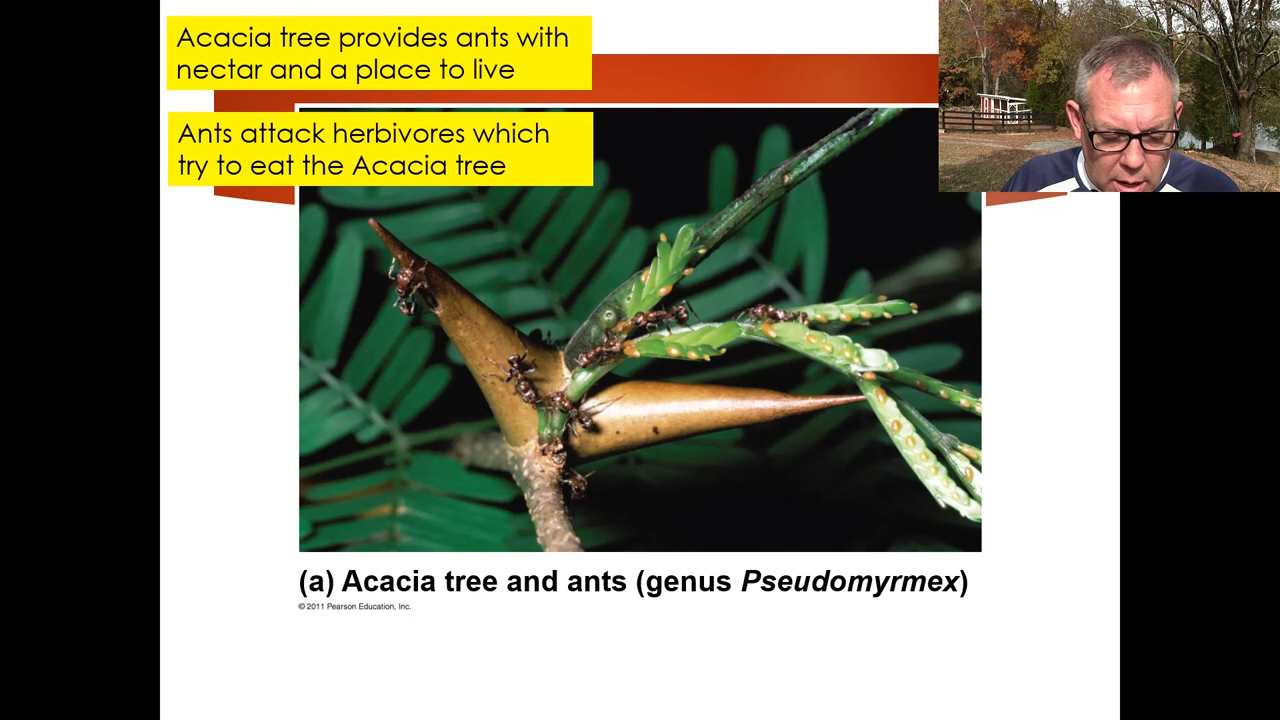 Acacia tree provides ants with
nectar and a place to live
Ants attack herbivores which
try to eat the Acacia tree
(a) Acacia tree and ants (genus Pseudomyrmex)
© 2011 Pearson Education, Inc.